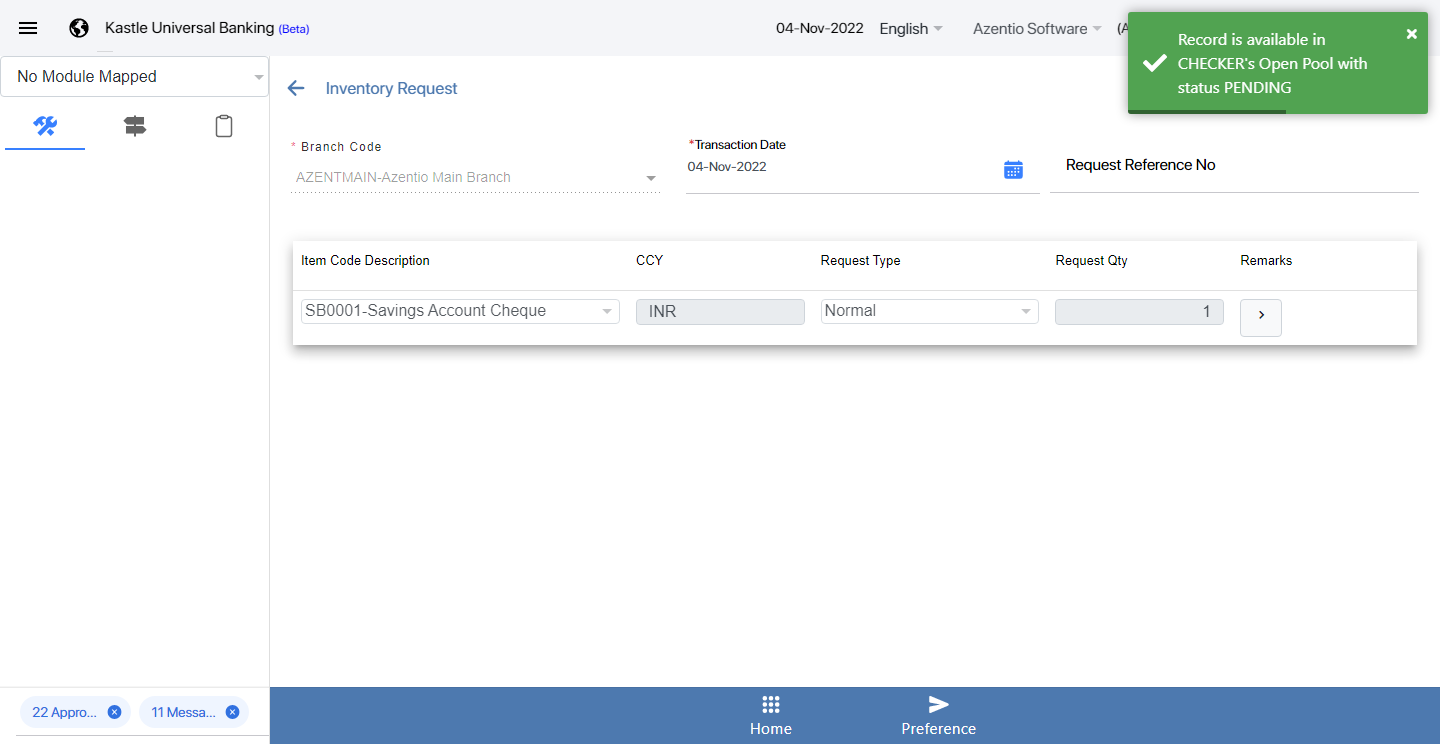 Kastle Universal Banking (Beta)
04-Nov-2022
English
Azentio Software
(A
Record is available in
CHECKER's Open Pool with
status PENDING
No Module Mapped
Inventory Request
* Branch Code
AZENTMAIN-Azentio Main Branch
*Transaction Date
04-Nov-2022
Request Reference No
Item Code Description CCY Request Type Request Qty Remarks
SB0001-Savings Account Cheque INR Normal 1
22 Appro...
11 Messa...
Home
Preference